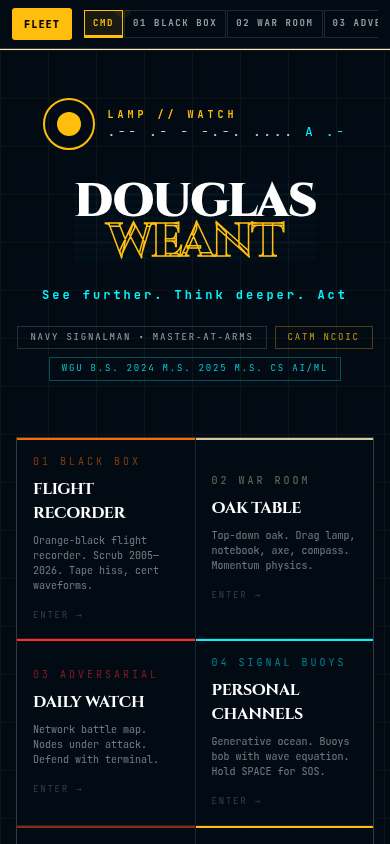 FLEET
CMD
01 BLACK BOX
02 WAR ROOM
03 ADVE
LAMP // WATCH
.-- .- - -.-. .... A .-
DOUGLAS
WEANT
See further. Think deeper. Act
NAVY SIGNALMAN • MASTER-AT-ARMS
CATM NCOIC
WGU B.S. 2024 M.S. 2025 M.S. CS AI/ML
01 BLACK BOX
FLIGHT
RECORDER
Orange-black flight
recorder. Scrub 2005–
2026. Tape hiss, cert
waveforms.
ENTER →
02 WAR ROOM
OAK TABLE
Top-down oak. Drag lamp,
notebook, axe, compass.
Momentum physics.
ENTER →
03 ADVERSARIAL
DAILY WATCH
Network battle map.
Nodes under attack.
Defend with terminal.
ENTER →
04 SIGNAL BUOYS
PERSONAL
CHANNELS
Generative ocean. Buoys
bob with wave equation.
Hold SPACE for SOS.
ENTER →